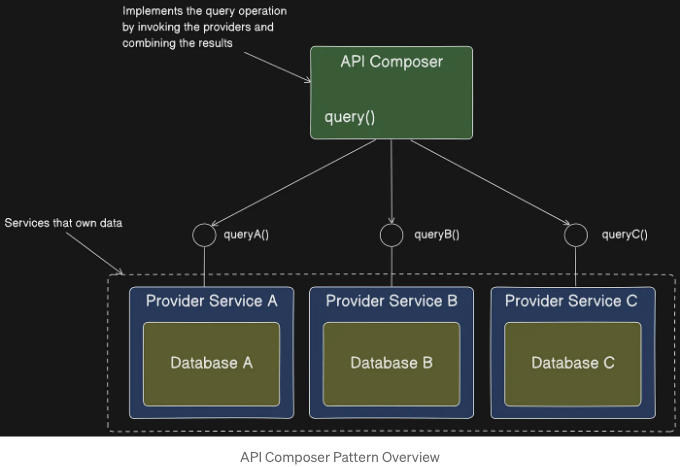 Implements the query operation
by invoking the providers and
combining the results
API Composer
query()
Services that own data
queryA()
queryB()
queryC()
Provider Service A
Provider Service B
Provider Service C
Database A
Database B
Database C
API Composer Pattern Overview